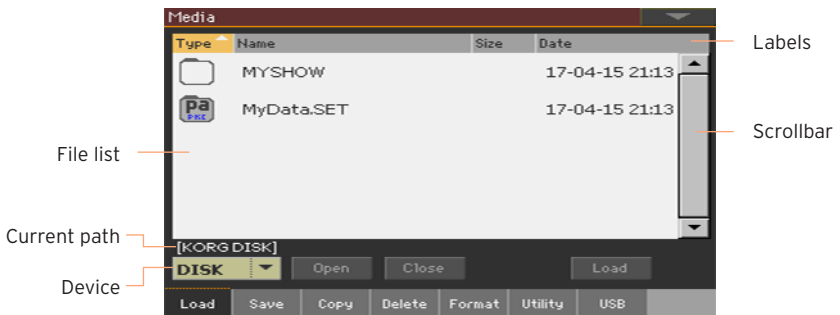 Media
Type Name Size Date
Labels
MYSHOW 17-04-15 21:13
Pa PKG MyData.SET 17-04-15 21:13
Scrollbar
File list
Current path
[KORG DISK]
Device
DISK Open Close Load
Load Save Copy Delete Format Utility USB